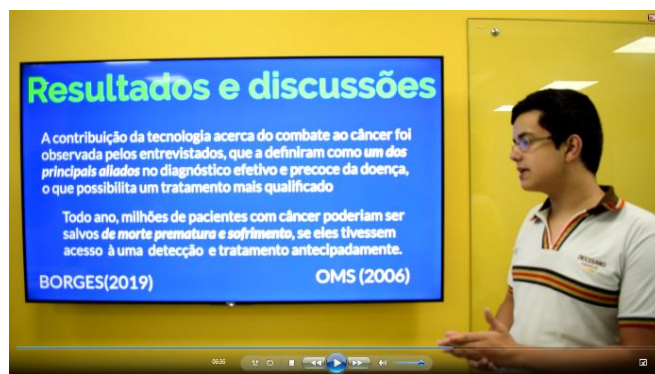 Resultados e discussões
A contribuição da tecnologia acerca do combate ao câncer foi
observada pelos entrevistados, que a definiram como um dos
principais aliados no diagnóstico efetivo e precoce da doença,
o que possibilita um tratamento mais qualificado
Todo ano, milhões de pacientes com câncer poderiam ser
salvos de morte prematura e sofrimento, se eles tivessem
acesso à uma detecção e tratamento antecipadamente.
BORGES(2019)
OMS (2006)
DIOCESANO
06:36